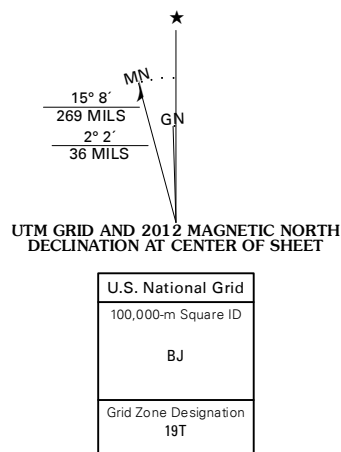 MN
GN
15° 8´
269 MILS
2° 2´
36 MILS
UTM GRID AND 2012 MAGNETIC NORTH
DECLINATION AT CENTER OF SHEET
U.S. National Grid
100,000-m Square ID
BJ
Grid Zone Designation
19T